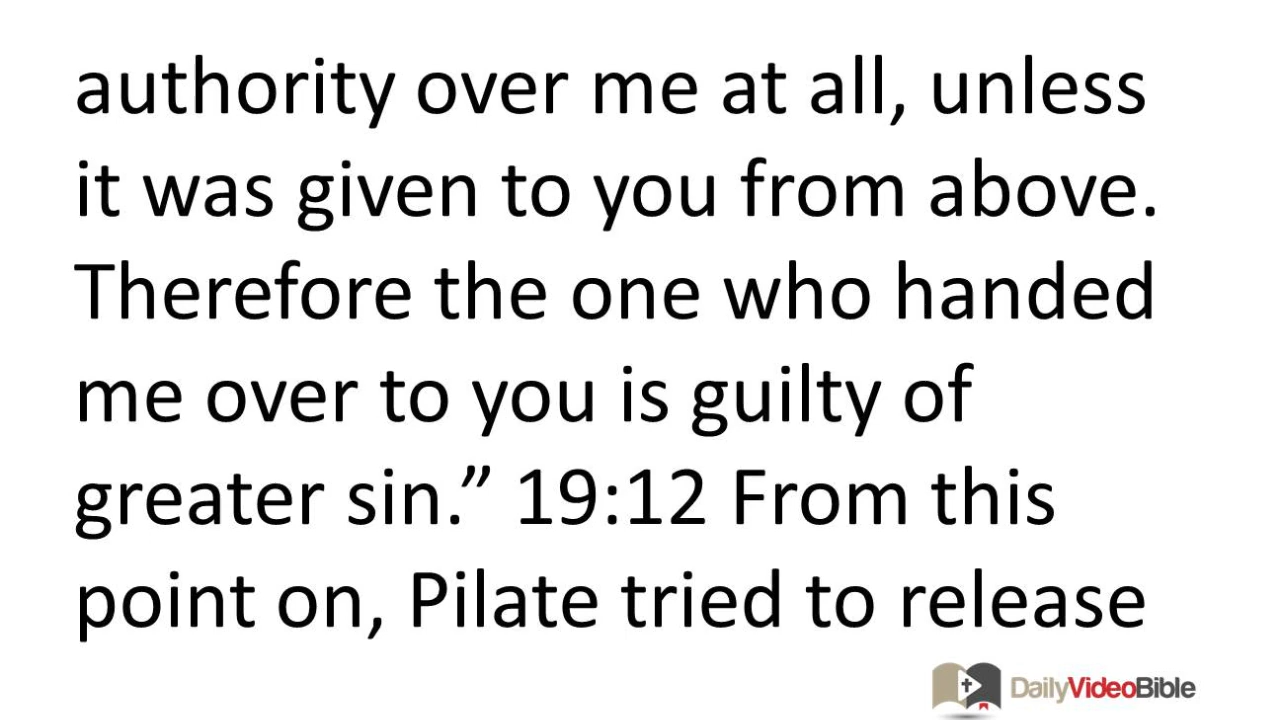 authority over me at all, unless
it was given to you from above.
Therefore the one who handed
me over to you is guilty of
greater sin.” 19:12 From this
point on, Pilate tried to release
DailyVideoBible